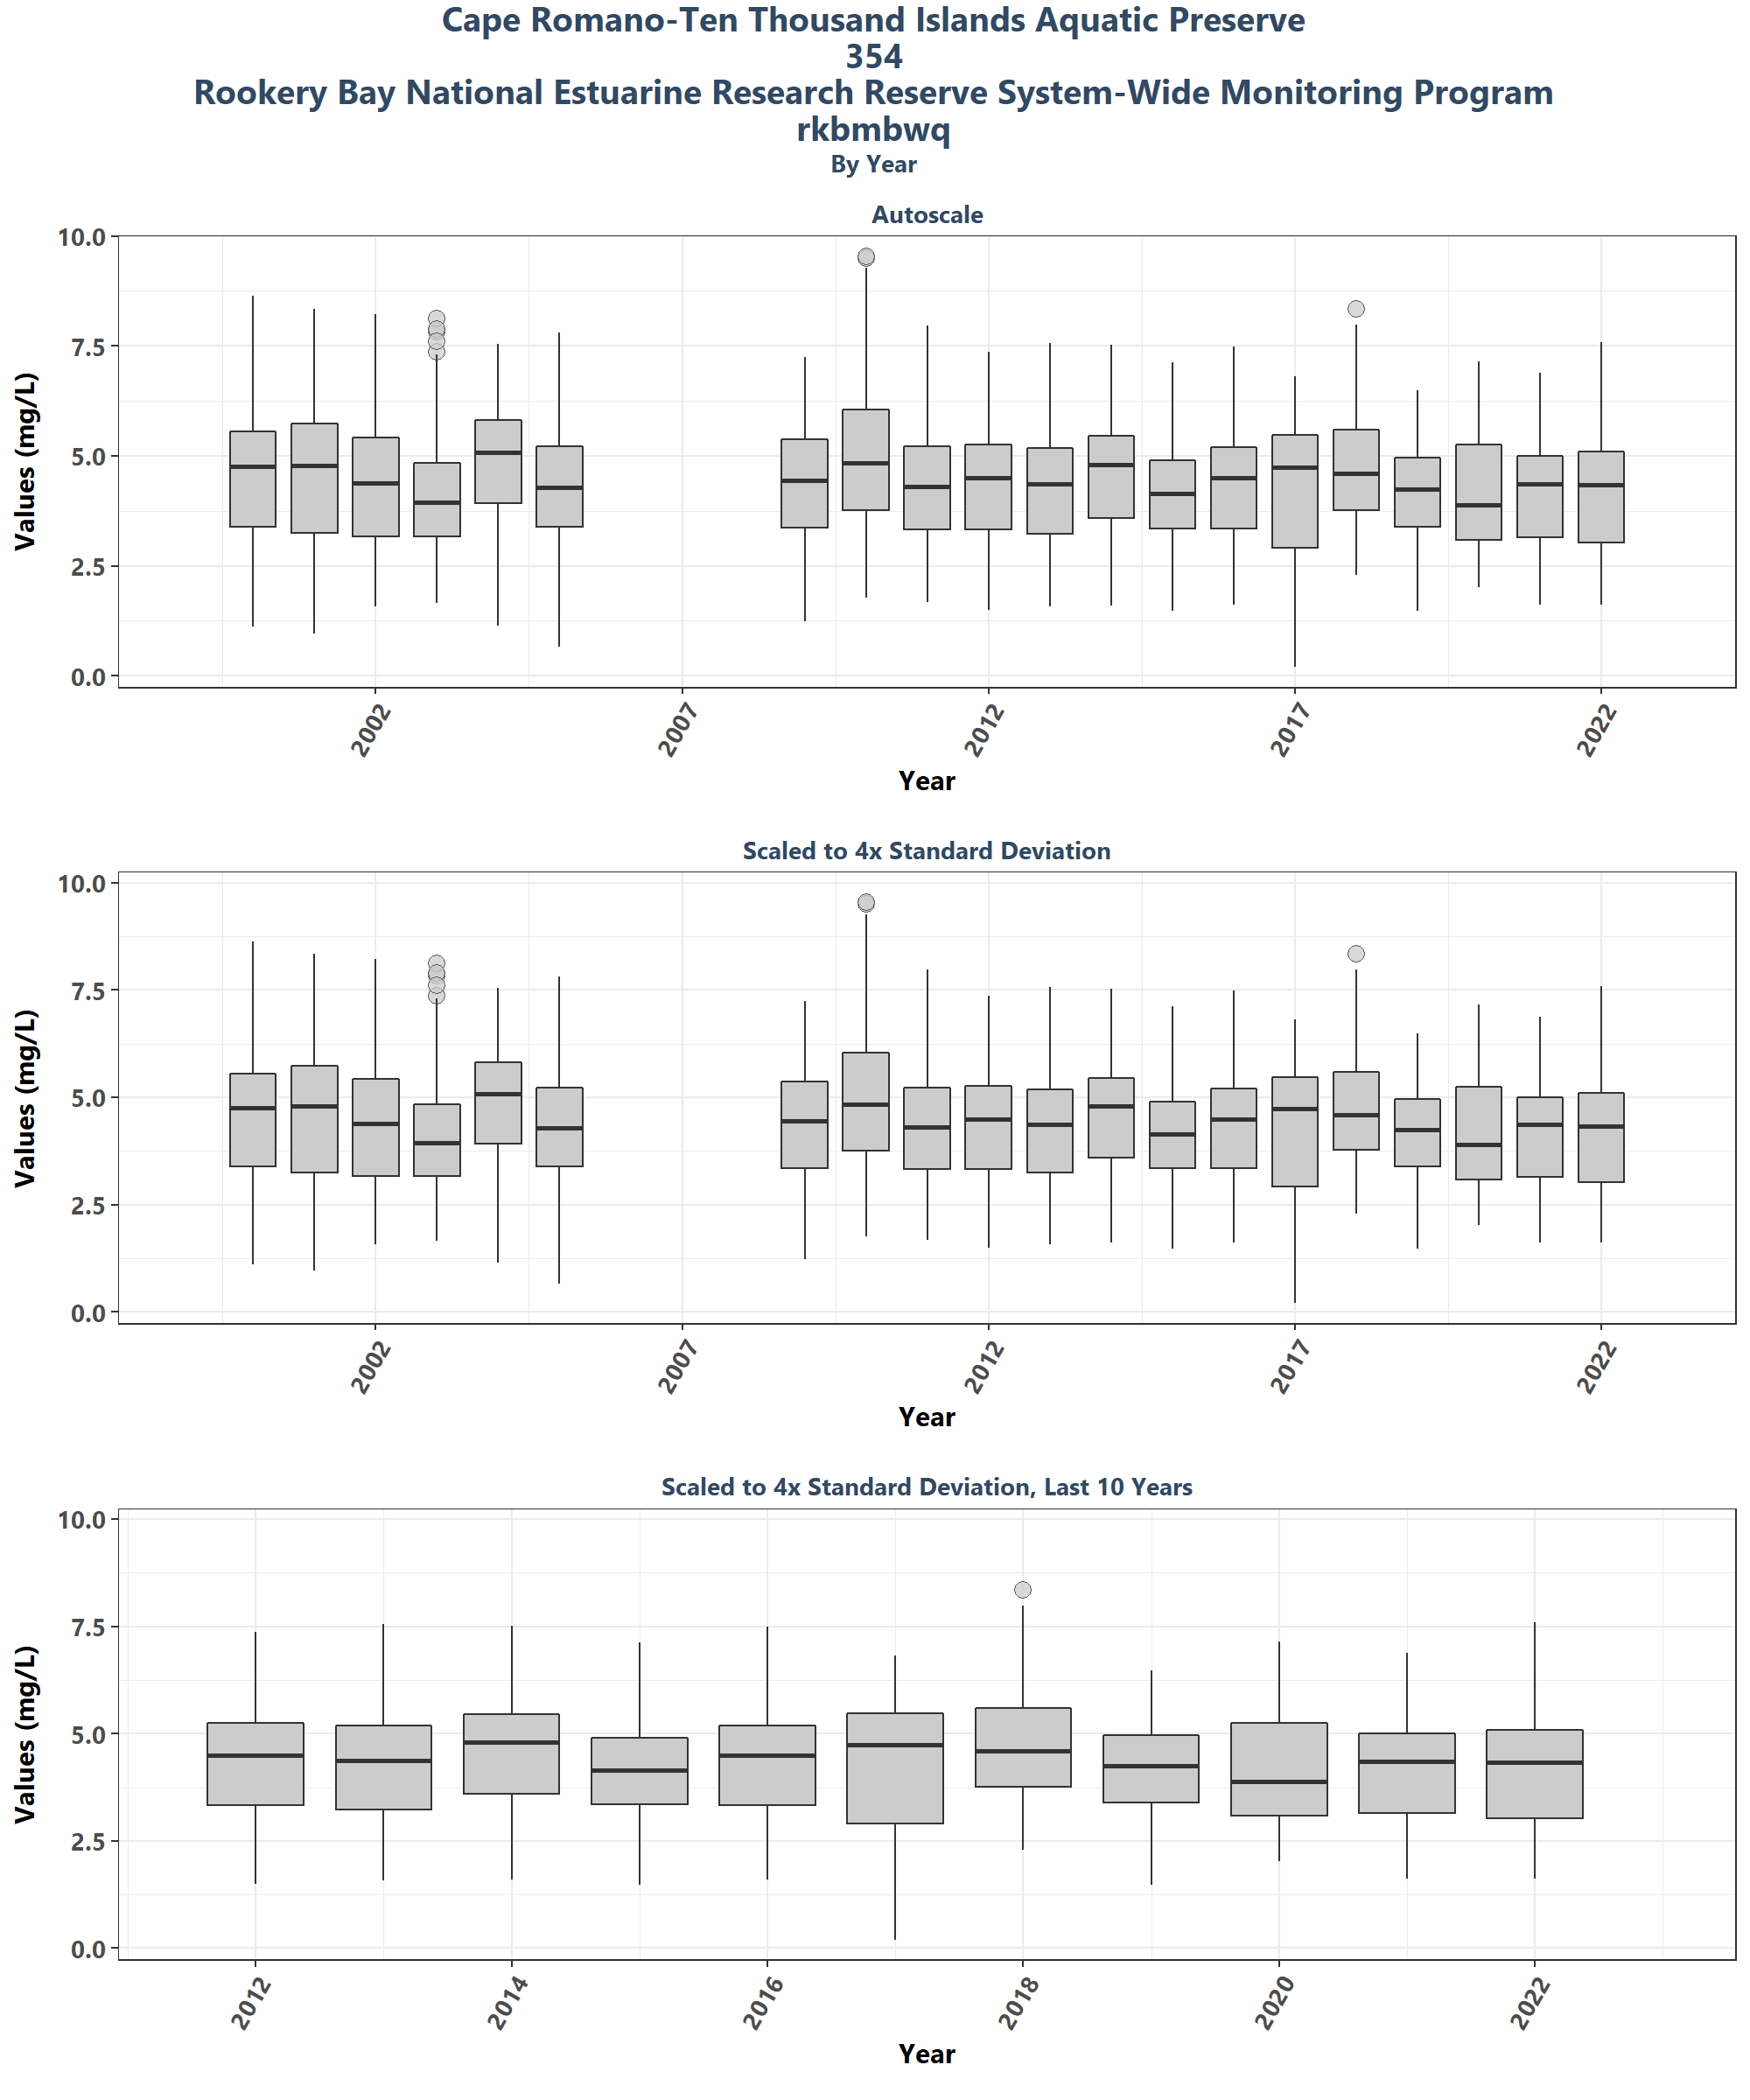 Cape Romano-Ten Thousand Islands Aquatic Preserve
354
Rookery Bay National Estuarine Research Reserve System-Wide Monitoring Program
rkbmbwq
By Year
Autoscale
Values (mg/L)
10.0
7.5
5.0
2.5
0.0
2002
2007
2012
2017
2022
Year
Scaled to 4x Standard Deviation
Values (mg/L)
10.0
7.5
5.0
2.5
0.0
2002
2007
2012
2017
2022
Year
Scaled to 4x Standard Deviation, Last 10 Years
Values (mg/L)
10.0
7.5
5.0
2.5
0.0
2012
2014
2016
2018
2020
2022
Year